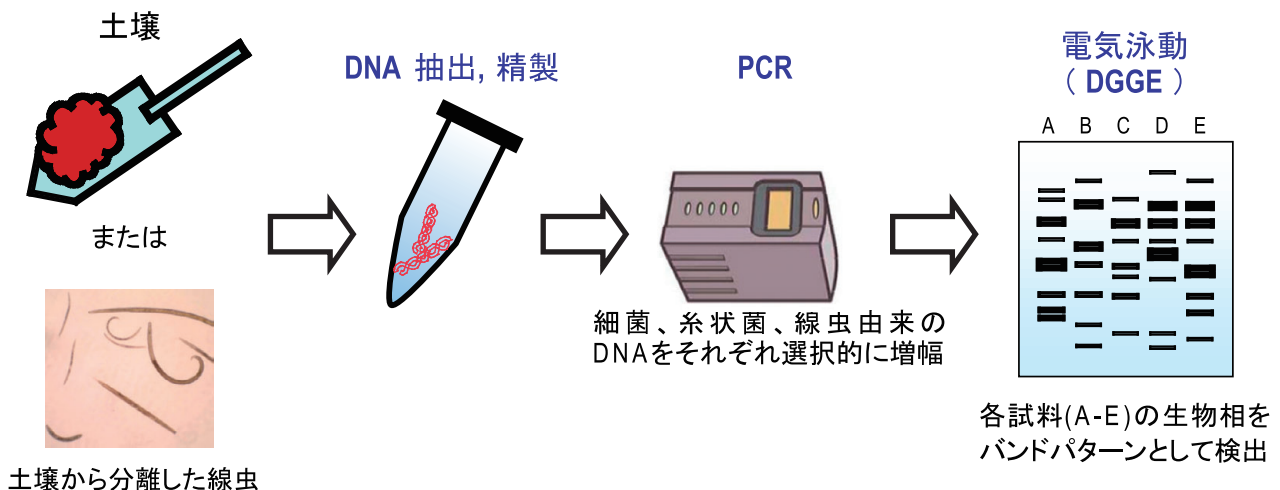 土壌
または
土壌から分離した線虫
DNA 抽出, 精製
PCR
細菌、糸状菌、線虫由来の
DNAをそれぞれ選択的に増幅
電気泳動
( DGGE )
A B C D E
各試料(A-E)の生物相を
バンドパターンとして検出